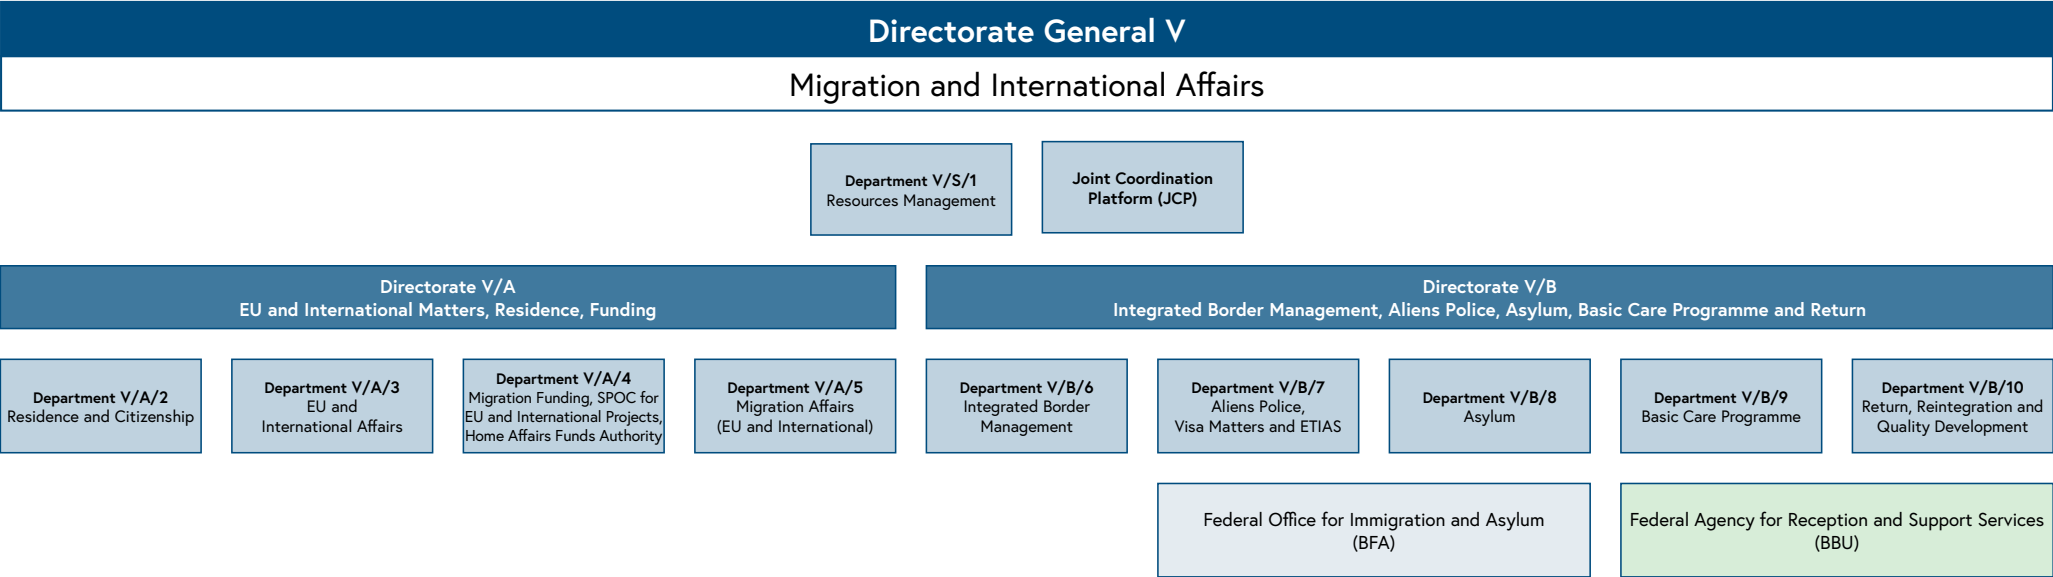 Directorate General V
Migration and International Affairs
Department V/S/1
Resources Management
Joint Coordination
Platform (JCP)
Directorate V/A
EU and International Matters, Residence, Funding
Directorate V/B
Integrated Border Management, Aliens Police, Asylum, Basic Care Programme and Return
Department V/A/2
Residence and Citizenship
Department V/A/3
EU and
International Affairs
Department V/A/4
Migration Funding, SPOC for
EU and International Projects,
Home Affairs Funds Authority
Department V/A/5
Migration Affairs
(EU and International)
Department V/B/6
Integrated Border
Management
Department V/B/7
Aliens Police,
Visa Matters and ETIAS
Department V/B/8
Asylum
Department V/B/9
Basic Care Programme
Department V/B/10
Return, Reintegration and
Quality Development
Federal Office for Immigration and Asylum
(BFA)
Federal Agency for Reception and Support Services
(BBU)